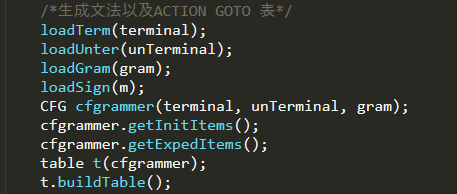 /*生成文法以及ACTION GOTO 表*/
loadTerm(terminal);
loadUnter(unTerminal);
loadGram(gram);
loadSign(m);
CFG cfgrammer(terminal, unTerminal, gram);
cfgrammer.getInitItems();
cfgrammer.getExpedItems();
table t(cfgrammer);
t.buildTable();